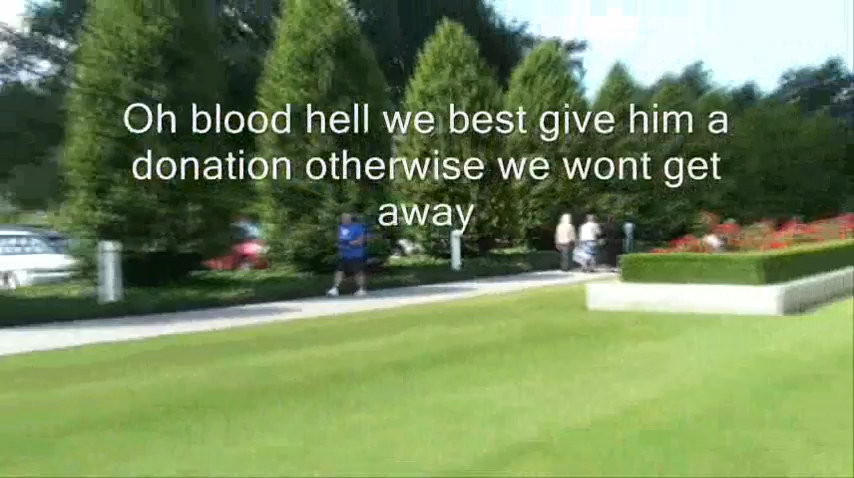 Oh blood hell we best give him a
donation otherwise we wont get
away